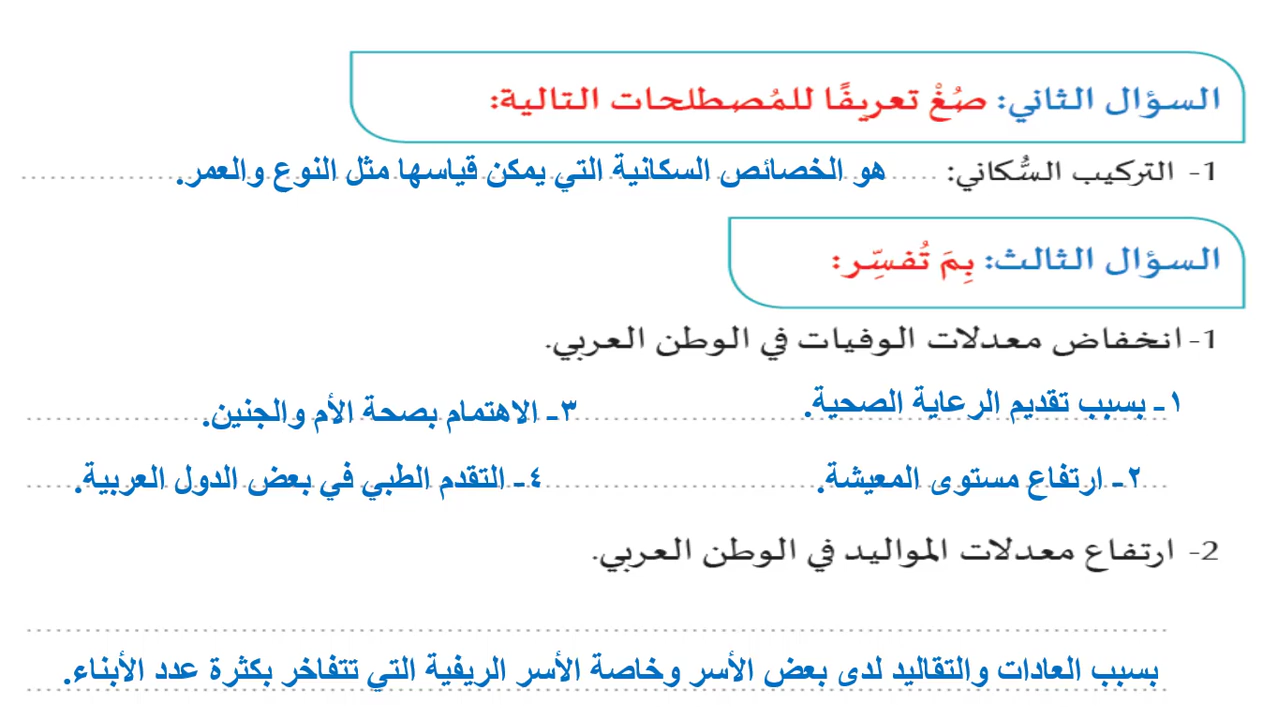 السؤال الثاني: صُغْ تعريفًا للمُصطلحات التالية:
1- التركيب السُّكاني: هو الخصائص السكانية التي يمكن قياسها مثل النوع والعمر.
السؤال الثالث: بِمَ تُفسِّر:
1- انخفاض معدلات الوفيات في الوطن العربي.
١- بسبب تقديم الرعاية الصحية. ٣- الاهتمام بصحة الأم والجنين.
٢- ارتفاع مستوى المعيشة. ٤- التقدم الطبي في بعض الدول العربية.
2- ارتفاع معدلات المواليد في الوطن العربي.
بسبب العادات والتقاليد لدى بعض الأسر وخاصة الأسر الريفية التي تتفاخر بكثرة عدد الأبناء.